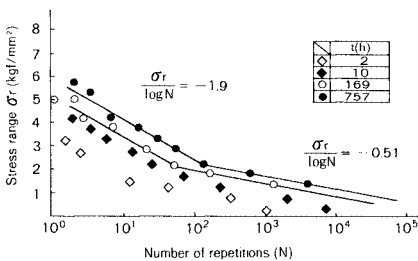 Stress range σr (kgf/mm²)
8
7
6
5
4
3
2
1
σr
logN
= −1.9
σr
logN
= −0.51
t(h)
2
10
169
757
10⁰
10¹
10²
10³
10⁴
10⁵
Number of repetitions (N)